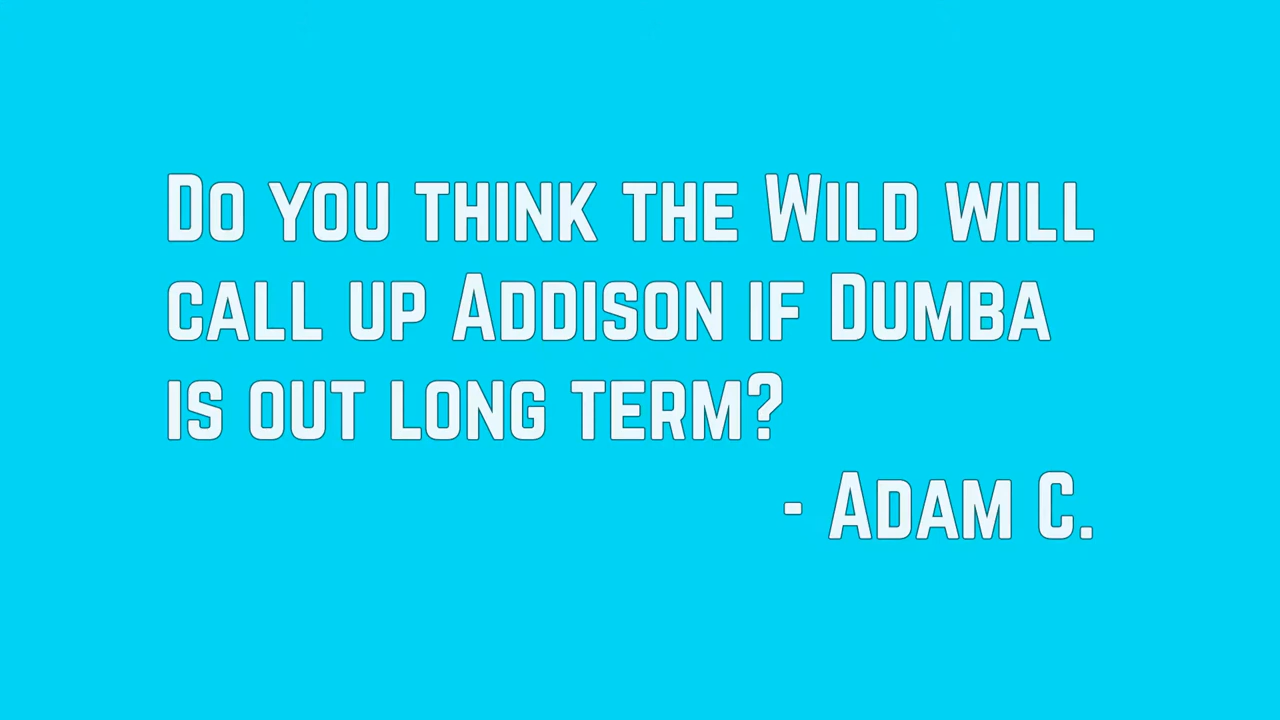 Do you think the Wild will
call up Addison if Dumba
is out long term?
- Adam C.